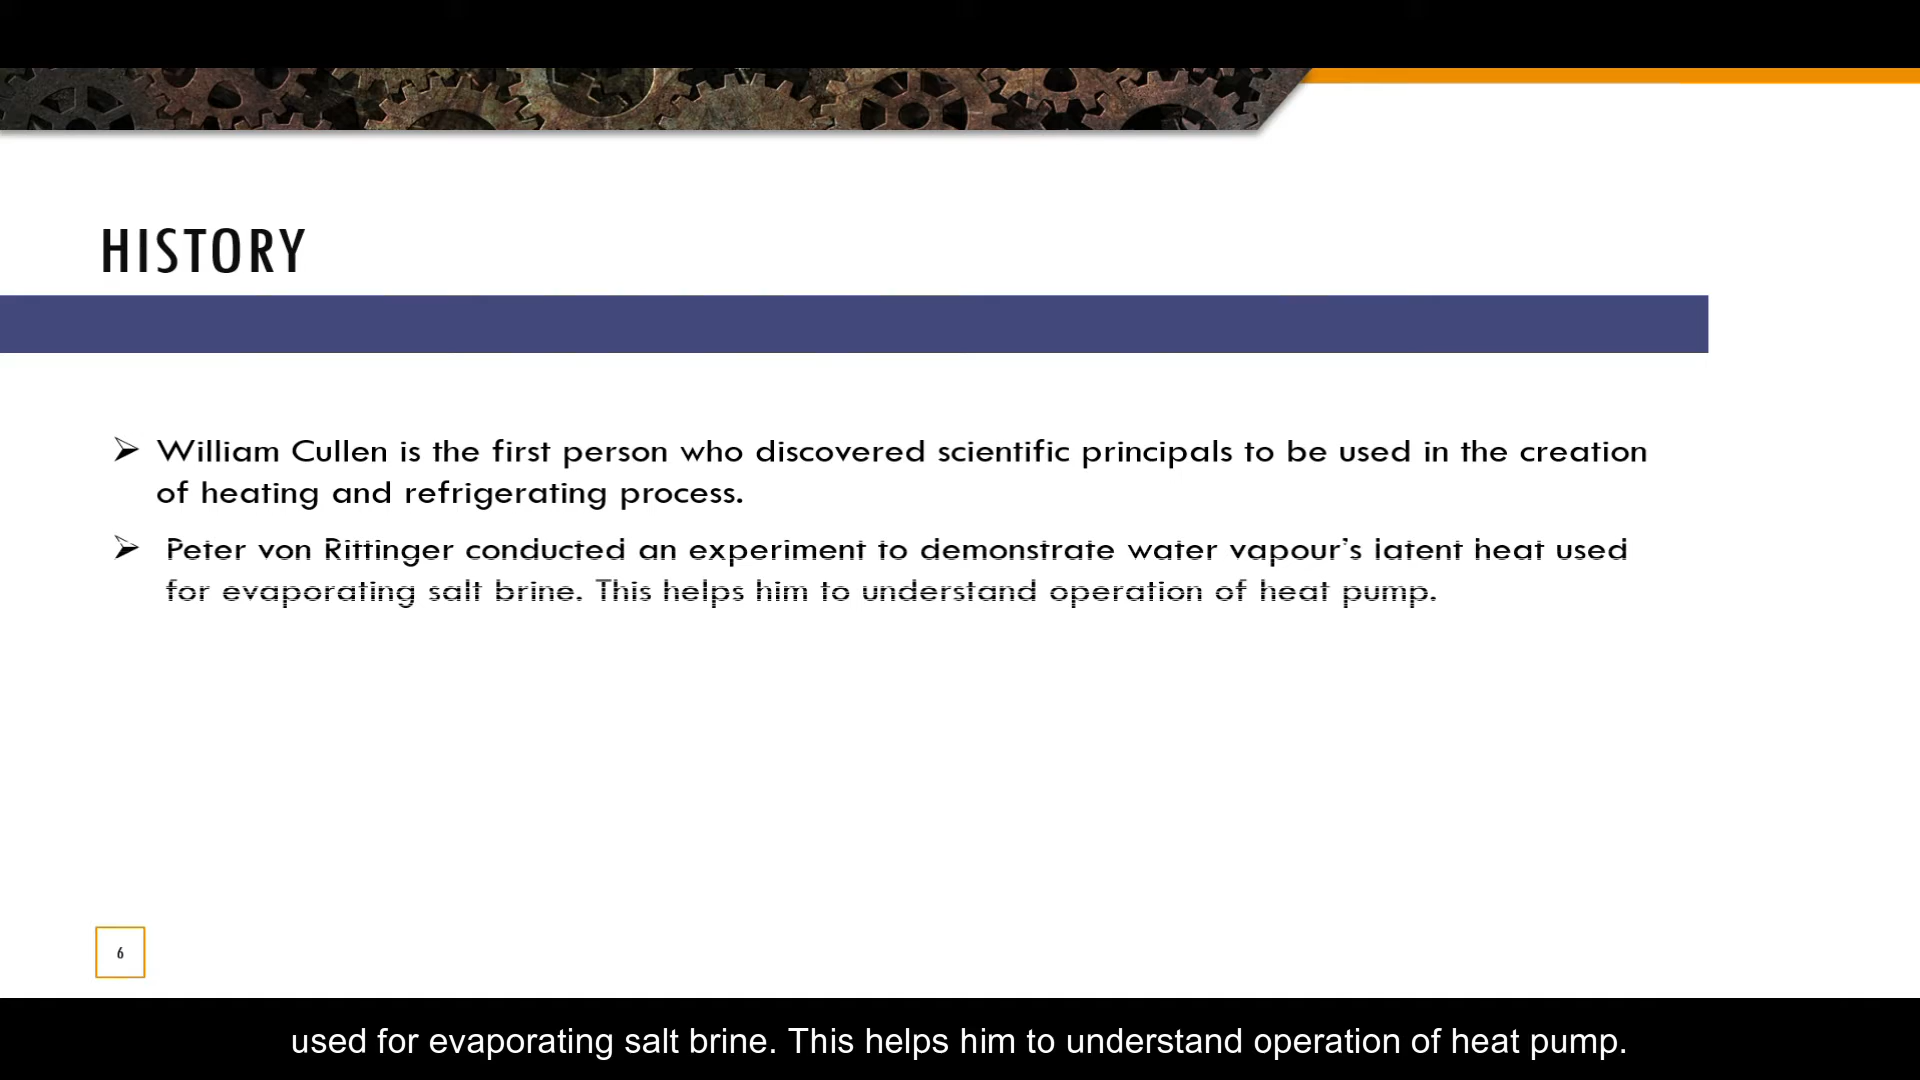 HISTORY
➢ William Cullen is the first person who discovered scientific principals to be used in the creation
of heating and refrigerating process.
➢ Peter von Rittinger conducted an experiment to demonstrate water vapour’s latent heat used
for evaporating salt brine. This helps him to understand operation of heat pump.
6
used for evaporating salt brine. This helps him to understand operation of heat pump.